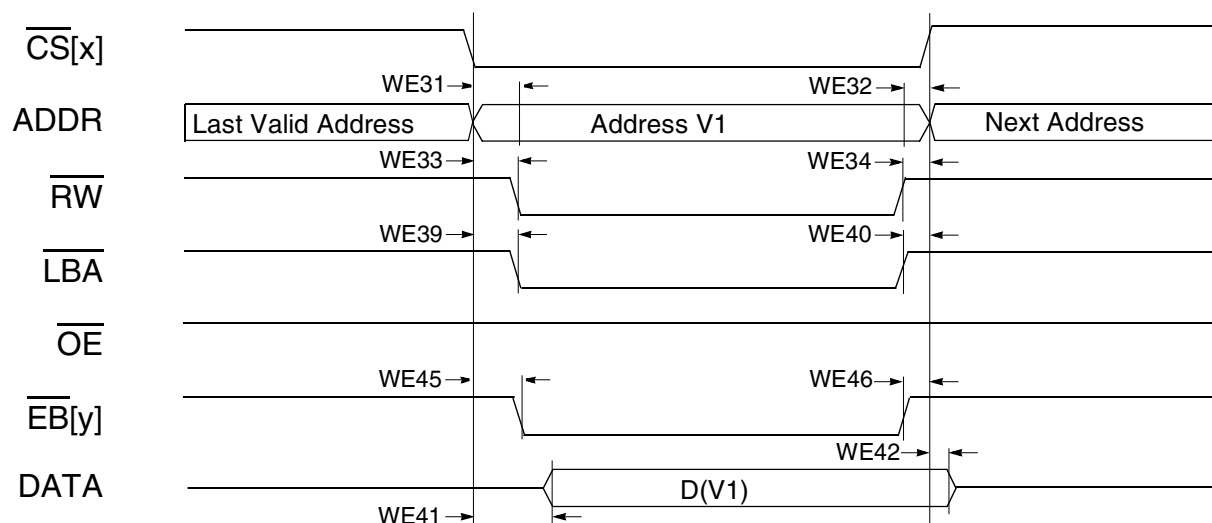 CS[x]
WE31
WE32
ADDR
Last Valid Address
Address V1
Next Address
WE33
WE34
RW
WE39
WE40
LBA
OE
WE45
WE46
EB[y]
WE42
DATA
D(V1)
WE41